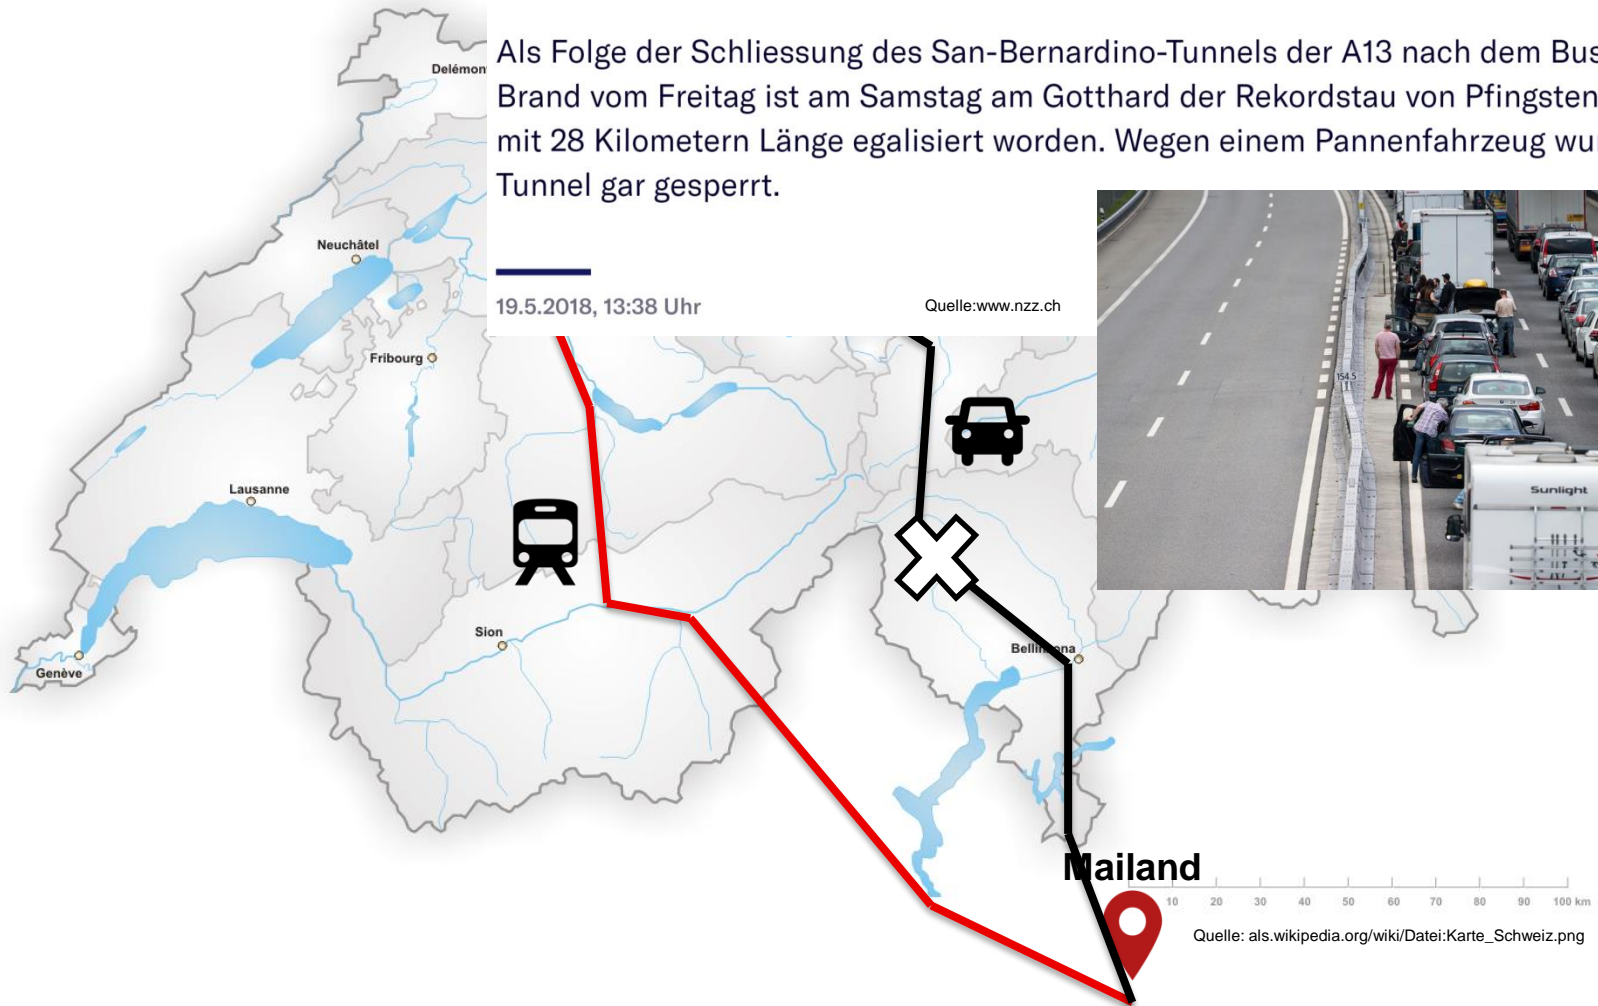 Als Folge der Schliessung des San-Bernardino-Tunnels der A13 nach dem Bus
Brand vom Freitag ist am Samstag am Gotthard der Rekordstau von Pfingsten
mit 28 Kilometern Länge egalisiert worden. Wegen einem Pannenfahrzeug wu
Tunnel gar gesperrt.
19.5.2018, 13:38 Uhr
Quelle:www.nzz.ch
Delémon
Neuchâtel
Fribourg
Lausanne
Genève
Sion
Bellinzona
154.5
Sunlight
Mailand
10 20 30 40 50 60 70 80 90 100 km
Quelle: als.wikipedia.org/wiki/Datei:Karte_Schweiz.png